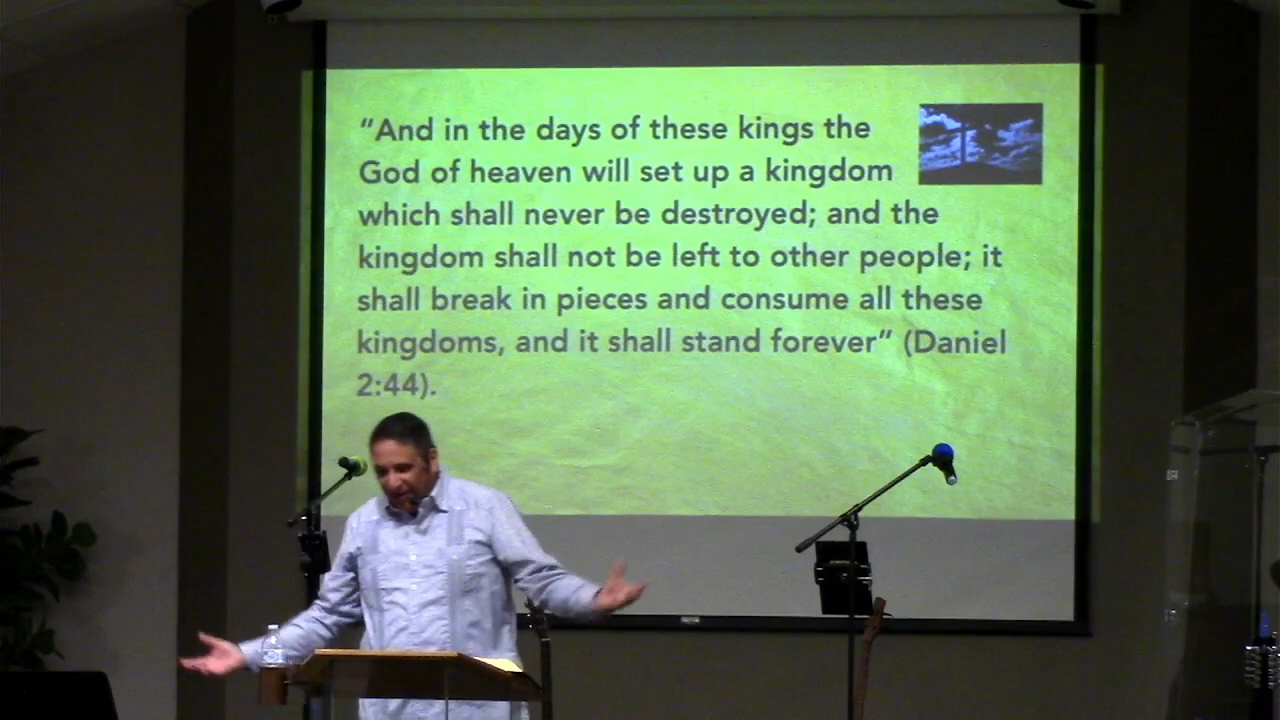 “And in the days of these kings the
God of heaven will set up a kingdom
which shall never be destroyed; and the
kingdom shall not be left to other people; it
shall break in pieces and consume all these
kingdoms, and it shall stand forever” (Daniel
2:44).